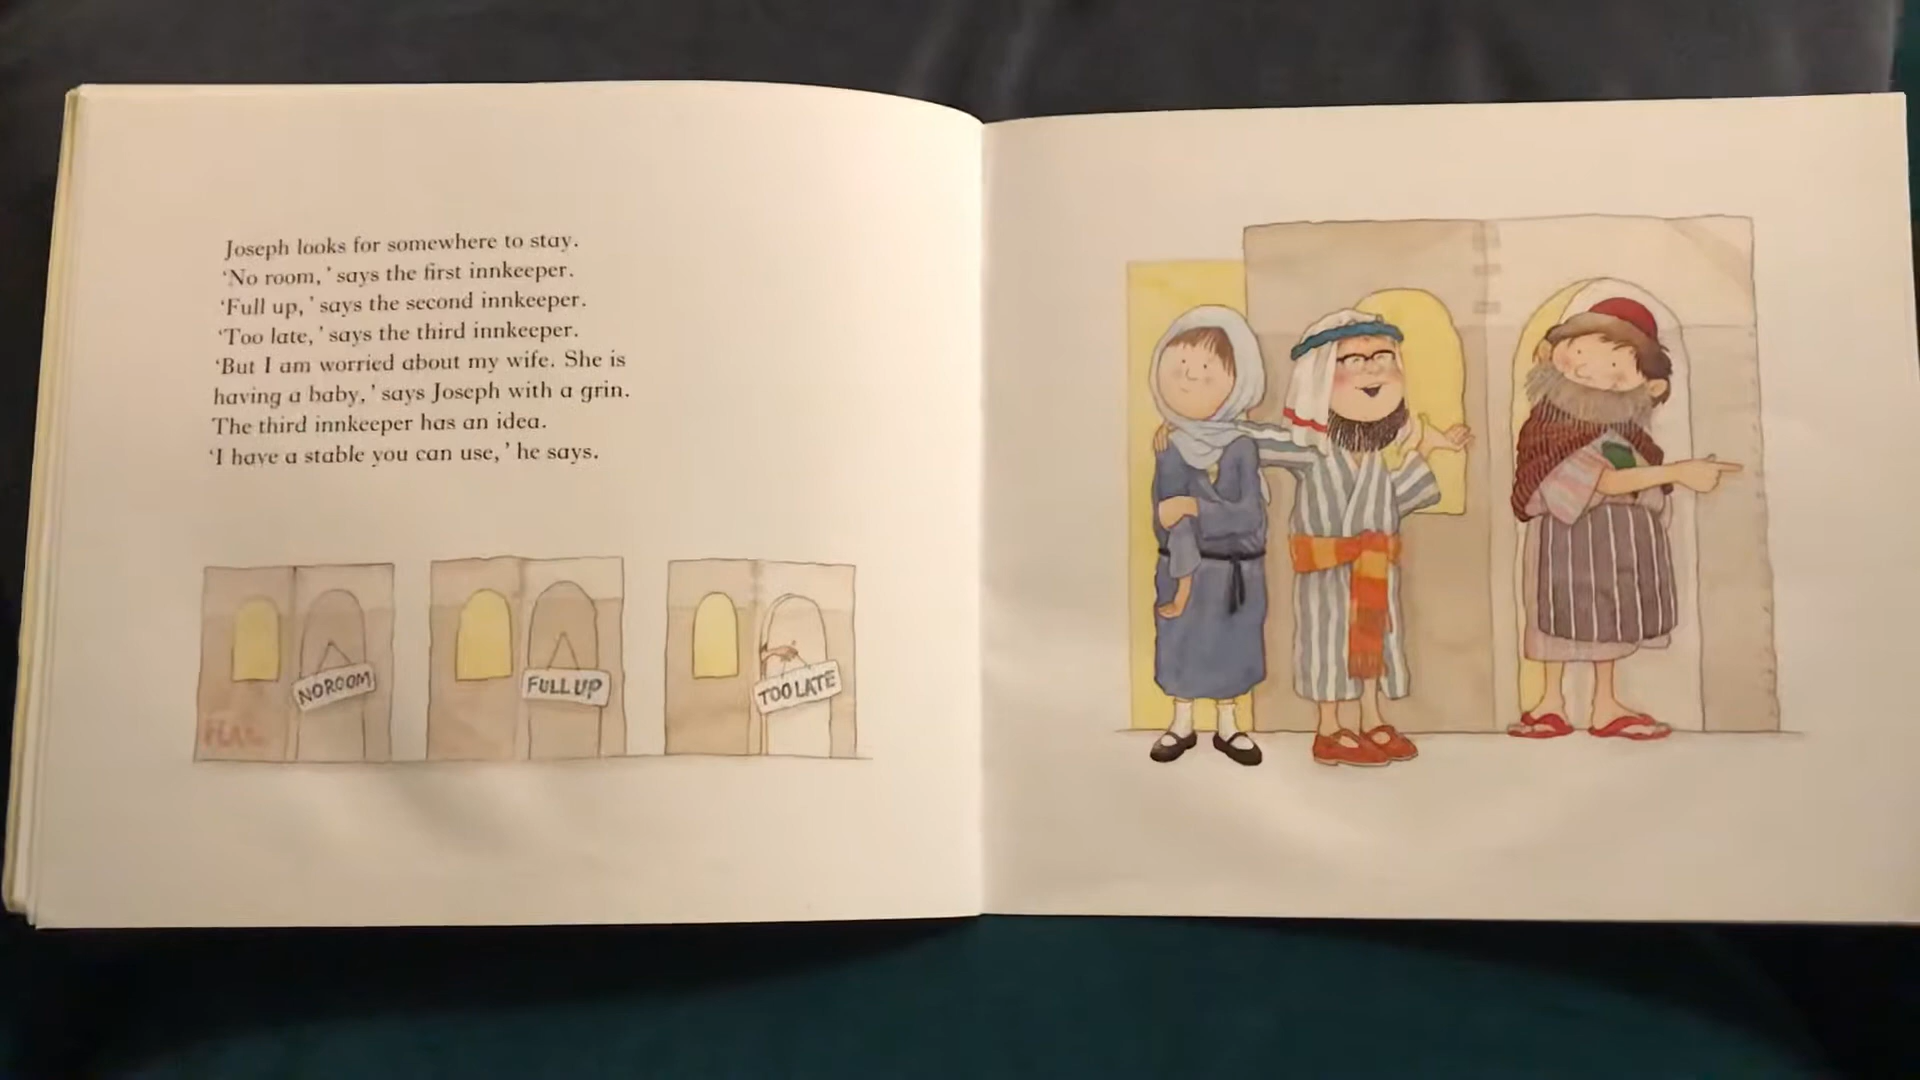 Joseph looks for somewhere to stay.
‘No room,’ says the first innkeeper.
‘Full up,’ says the second innkeeper.
‘Too late,’ says the third innkeeper.
‘But I am worried about my wife. She is
having a baby,’ says Joseph with a grin.
The third innkeeper has an idea.
‘I have a stable you can use,’ he says.
NO ROOM
FULL UP
TOO LATE